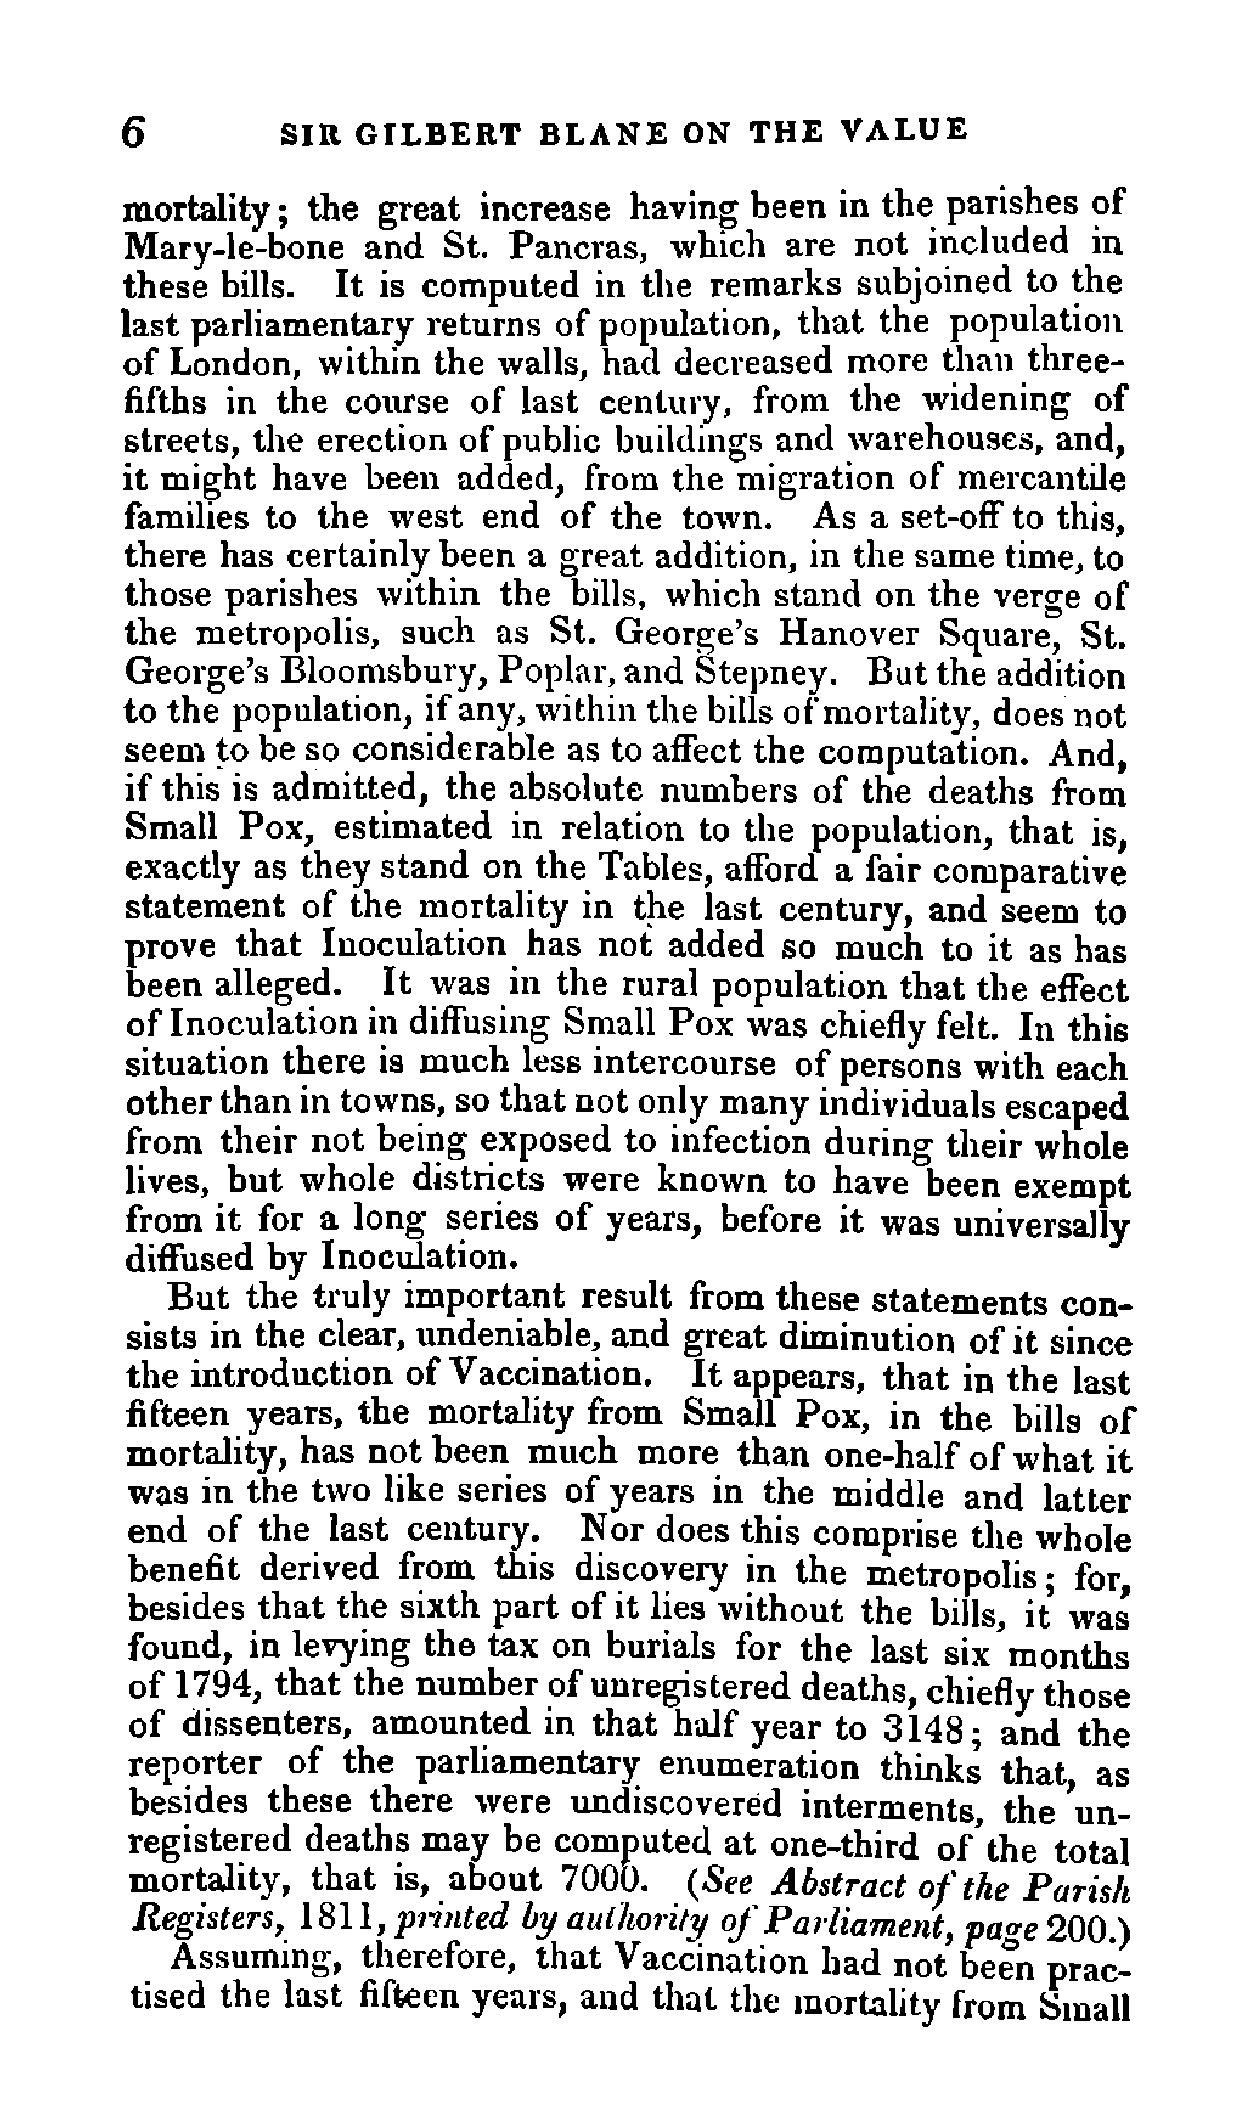 6 SIR GILBERT BLANE ON THE VALUE
mortality; the great increase having been in the parishes of
Mary-le-bone and St. Pancras, which are not included in
these bills. It is computed in the remarks subjoined to the
last parliamentary returns of population, that the population
of London, within the walls, had decreased more than three-
fifths in the course of last century, from the widening of
streets, the erection of public buildings and warehouses, and,
it might have been added, from the migration of mercantile
families to the west end of the town. As a set-off to this,
there has certainly been a great addition, in the same time, to
those parishes within the bills, which stand on the verge of
the metropolis, such as St. George's Hanover Square, St.
George's Bloomsbury, Poplar, and Stepney. But the addition
to the population, if any, within the bills of mortality, does not
seem to be so considerable as to affect the computation. And,
if this is admitted, the absolute numbers of the deaths from
Small Pox, estimated in relation to the population, that is,
exactly as they stand on the Tables, afford a fair comparative
statement of the mortality in the last century, and seem to
prove that Inoculation has not added so much to it as has
been alleged. It was in the rural population that the effect
of Inoculation in diffusing Small Pox was chiefly felt. In this
situation there is much less intercourse of persons with each
other than in towns, so that not only many individuals escaped
from their not being exposed to infection during their whole
lives, but whole districts were known to have been exempt
from it for a long series of years, before it was universally
diffused by Inoculation.
But the truly important result from these statements con-
sists in the clear, undeniable, and great diminution of it since
the introduction of Vaccination. It appears, that in the last
fifteen years, the mortality from Small Pox, in the bills of
mortality, has not been much more than one-half of what it
was in the two like series of years in the middle and latter
end of the last century. Nor does this comprise the whole
benefit derived from this discovery in the metropolis; for,
besides that the sixth part of it lies without the bills, it was
found, in levying the tax on burials for the last six months
of 1794, that the number of unregistered deaths, chiefly those
of dissenters, amounted in that half year to 3148; and the
reporter of the parliamentary enumeration thinks that, as
besides these there were undiscovered interments, the un-
registered deaths may be computed at one-third of the total
mortality, that is, about 7000. (See Abstract of the Parish
Registers, 1811, printed by authority of Parliament, page 200.)
Assuming, therefore, that Vaccination had not been prac-
tised the last fifteen years, and that the mortality from Small